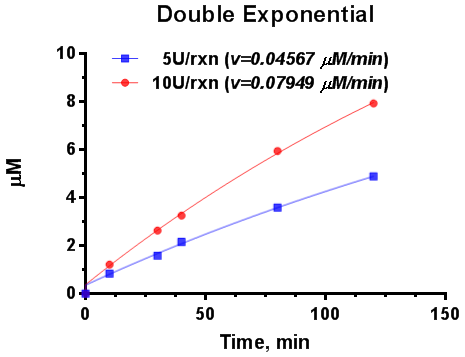 Double Exponential
5U/rxn (v=0.04567 μM/min)
10U/rxn (v=0.07949 μM/min)
10
8
6
4
2
0
μM
0
50
100
150
Time, min